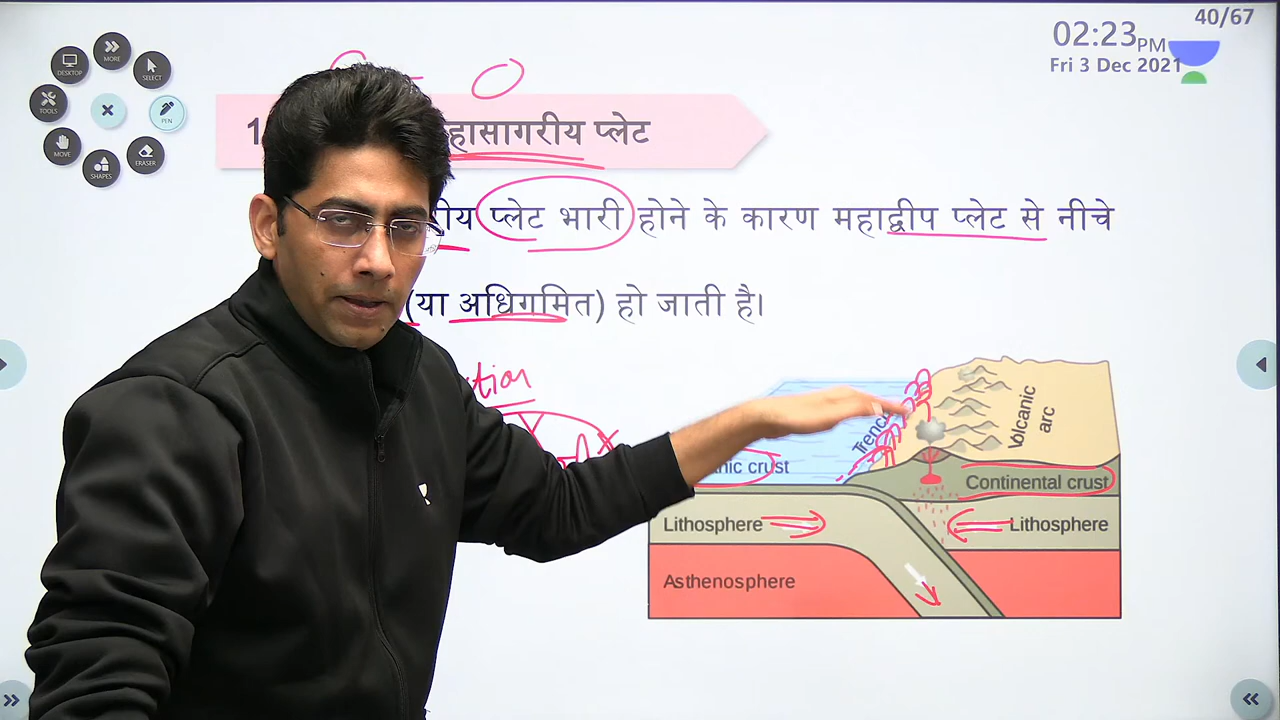 40/67
02:23PM
Fri 3 Dec 2021
MORE
DESKTOP
SELECT
TOOLS
PEN
MOVE
ERASER
SHAPES
प्लेट
प्लेट भारी होने के कारण महाद्वीप प्लेट से नीचे
(या अधिगमित) हो जाती है।
Trench
Volcanic
arc
crust
Continental crust
Lithosphere
Lithosphere
Asthenosphere